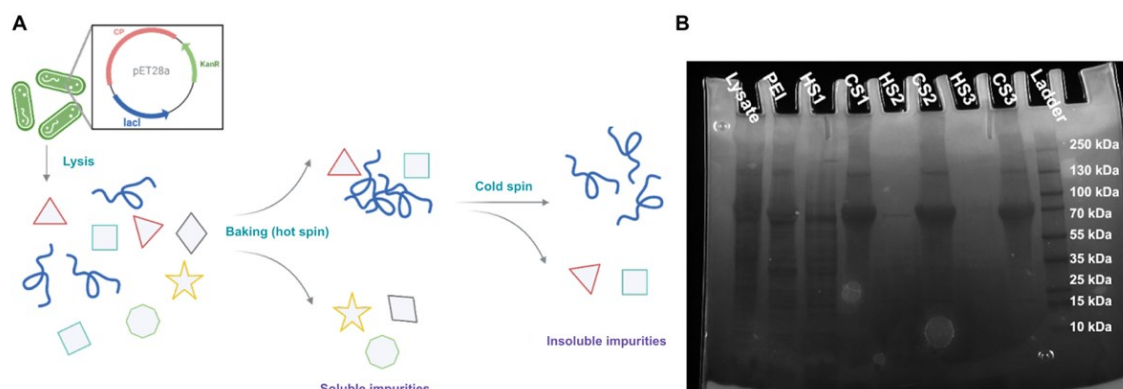 A
CP
KanR
pET28a
lacI
Lysis
Baking (hot spin)
Cold spin
Soluble impurities
Insoluble impurities
B
Lysate
PEI
HS1
CS1
HS2
CS2
HS3
CS3
Ladder
250 kDa
130 kDa
100 kDa
70 kDa
55 kDa
35 kDa
25 kDa
15 kDa
10 kDa